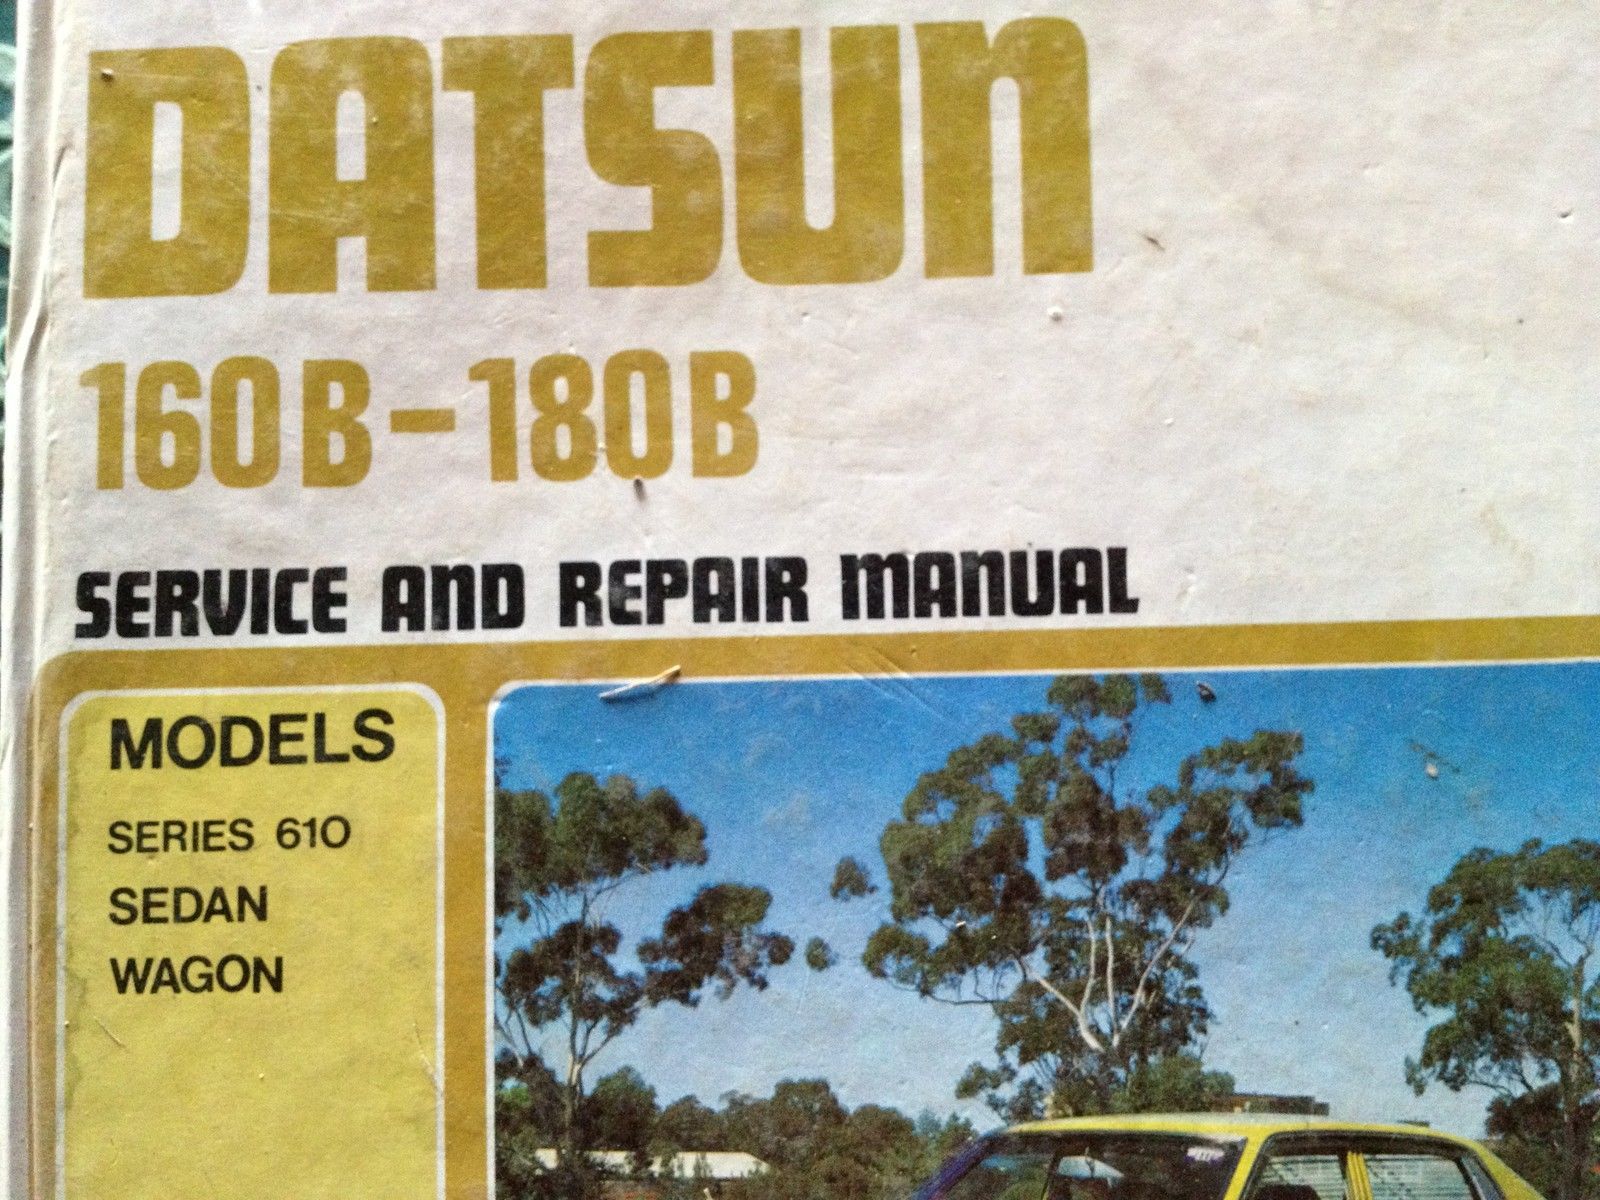 DATSUN
160B-180B
SERVICE AND REPAIR MANUAL
MODELS
SERIES 610
SEDAN
WAGON